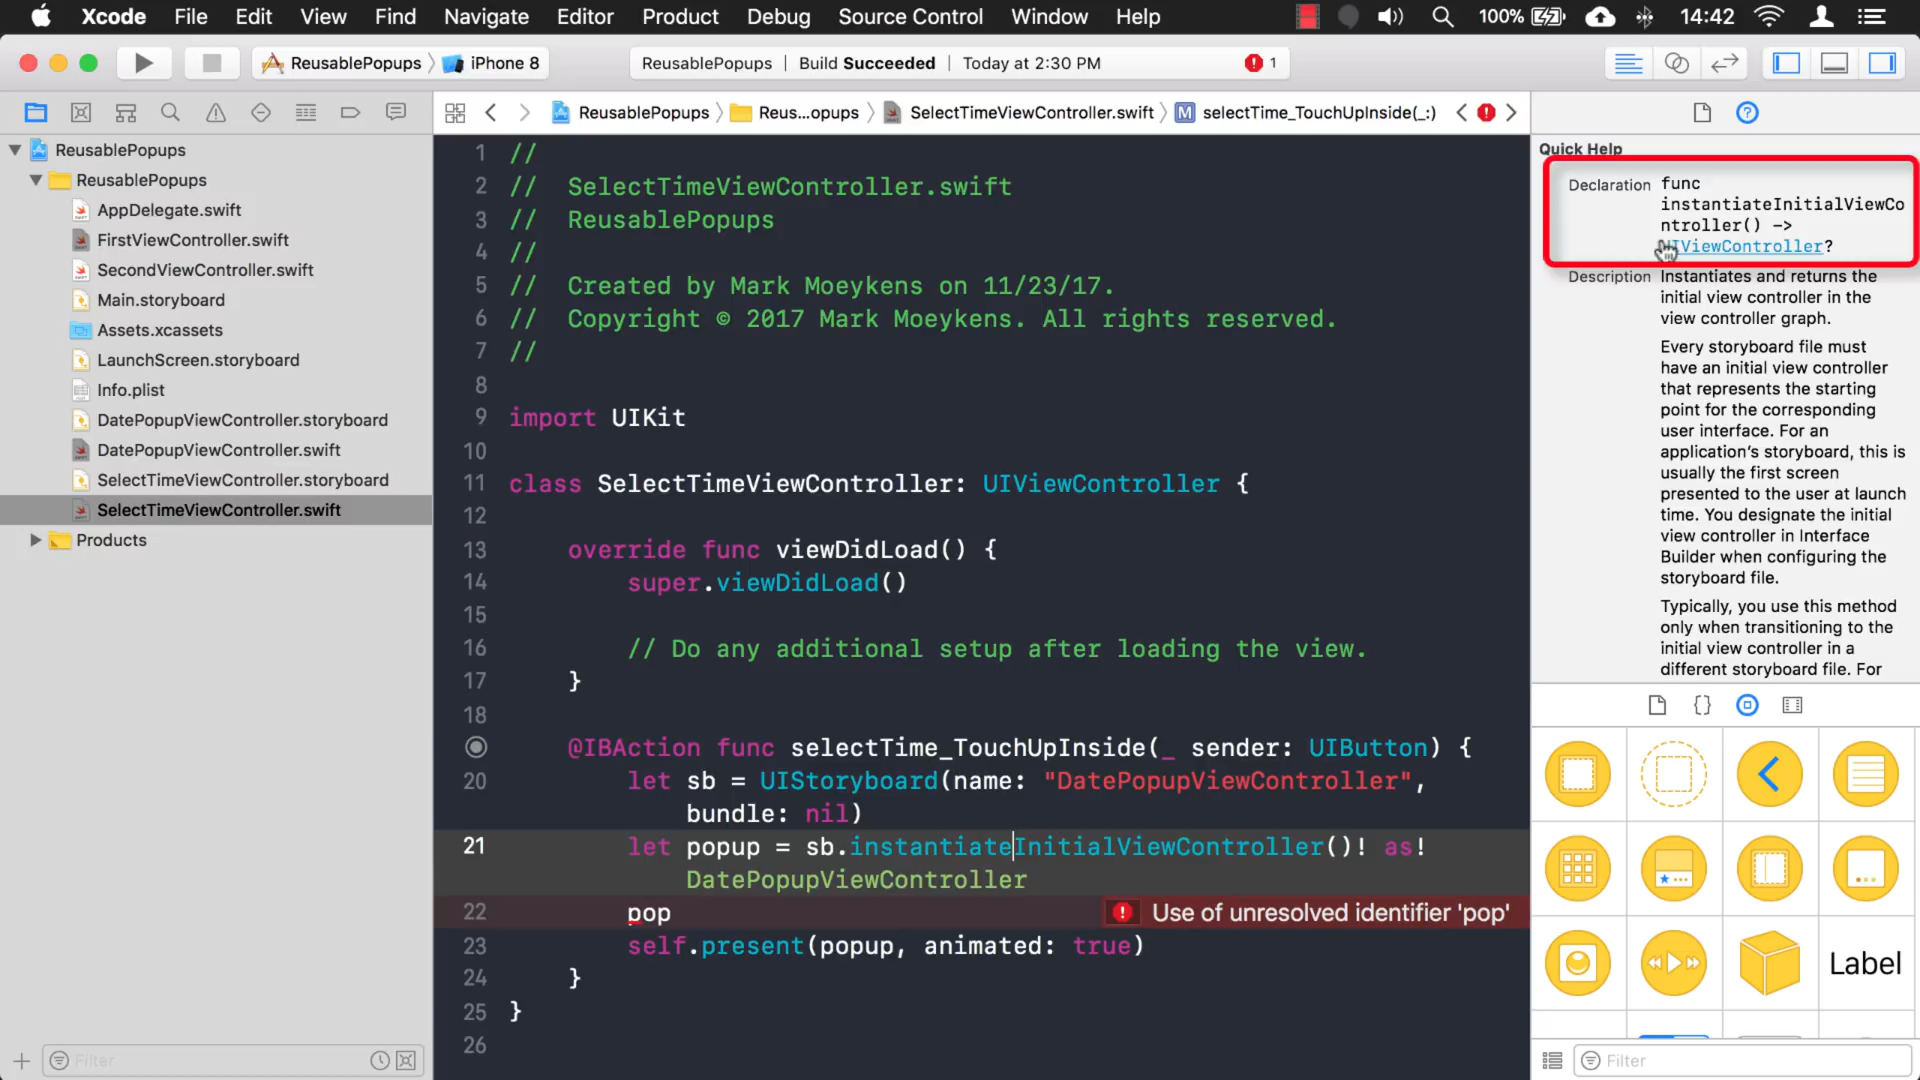 Xcode File Edit View Find Navigate Editor Product Debug Source Control Window Help 100% 14:42
ReusablePopups iPhone 8 ReusablePopups | Build Succeeded | Today at 2:30 PM 1
ReusablePopups Reus...opups SelectTimeViewController.swift M selectTime_TouchUpInside(_:)
ReusablePopups
ReusablePopups
AppDelegate.swift
FirstViewController.swift
SecondViewController.swift
Main.storyboard
Assets.xcassets
LaunchScreen.storyboard
Info.plist
DatePopupViewController.storyboard
DatePopupViewController.swift
SelectTimeViewController.storyboard
SelectTimeViewController.swift
Products
Filter
1 //
2 // SelectTimeViewController.swift
3 // ReusablePopups
4 //
5 // Created by Mark Moeykens on 11/23/17.
6 // Copyright © 2017 Mark Moeykens. All rights reserved.
7 //
8
9 import UIKit
10
11 class SelectTimeViewController: UIViewController {
12
13 override func viewDidLoad() {
14 super.viewDidLoad()
15
16 // Do any additional setup after loading the view.
17 }
18
@IBAction func selectTime_TouchUpInside(_ sender: UIButton) {
20 let sb = UIStoryboard(name: "DatePopupViewController",
bundle: nil)
21 let popup = sb.instantiateInitialViewController()! as!
DatePopupViewController
22 pop Use of unresolved identifier 'pop'
23 self.present(popup, animated: true)
24 }
25 }
26
Quick Help
Declaration func
instantiateInitialViewCo
ntroller() ->
UIViewController?
Description Instantiates and returns the
initial view controller in the
view controller graph.
Every storyboard file must
have an initial view controller
that represents the starting
point for the corresponding
user interface. For an
application's storyboard, this is
usually the first screen
presented to the user at launch
time. You designate the initial
view controller in Interface
Builder when configuring the
storyboard file.
Typically, you use this method
only when transitioning to the
initial view controller in a
different storyboard file. For
{}
Label
Filter